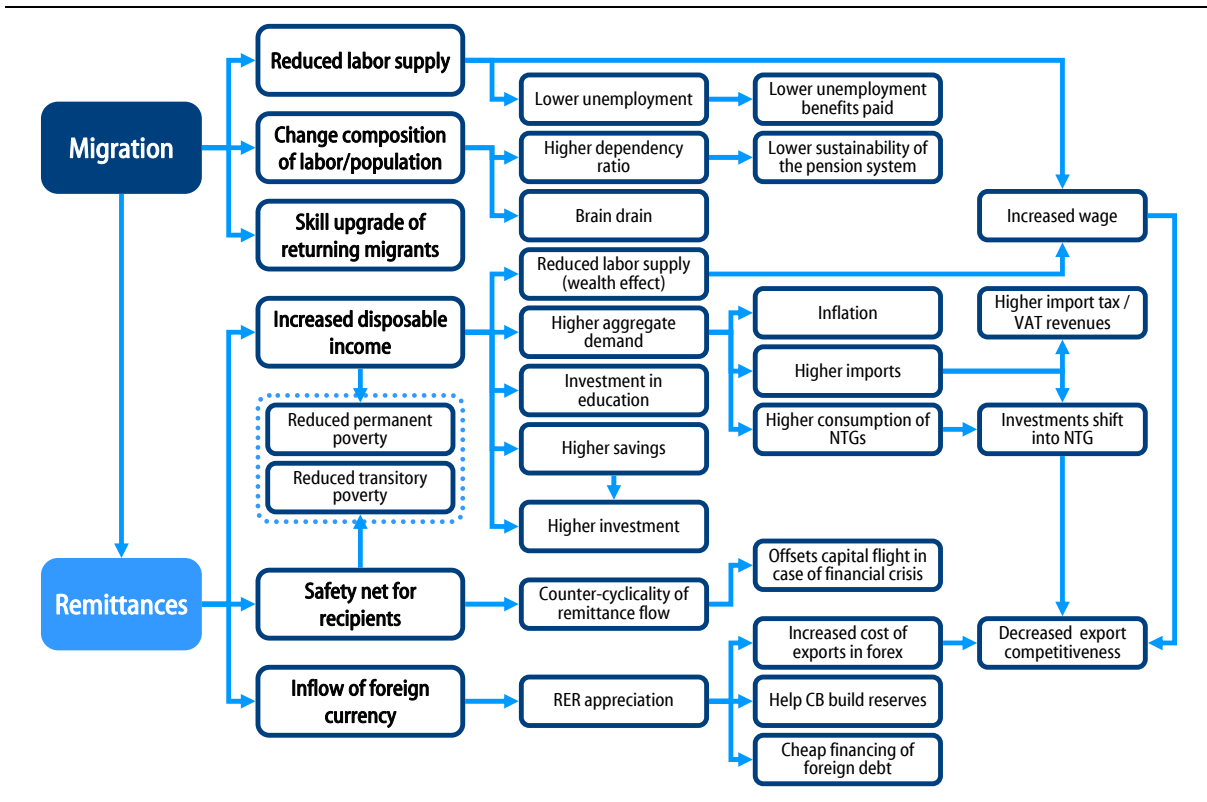 Reduced labor supply
Lower unemployment
Lower unemployment
benefits paid
Migration
Change composition
of labor/population
Higher dependency
ratio
Lower sustainability of
the pension system
Brain drain
Increased wage
Skill upgrade of
returning migrants
Reduced labor supply
(wealth effect)
Increased disposable
income
Higher aggregate
demand
Inflation
Higher import tax /
VAT revenues
Investment in
education
Higher imports
Reduced permanent
poverty
Higher savings
Higher consumption of
NTGs
Investments shift
into NTG
Reduced transitory
poverty
Higher investment
Remittances
Safety net for
recipients
Counter-cyclicality of
remittance flow
Offsets capital flight in
case of financial crisis
Increased cost of
exports in forex
Decreased export
competitiveness
Inflow of foreign
currency
RER appreciation
Help CB build reserves
Cheap financing of
foreign debt